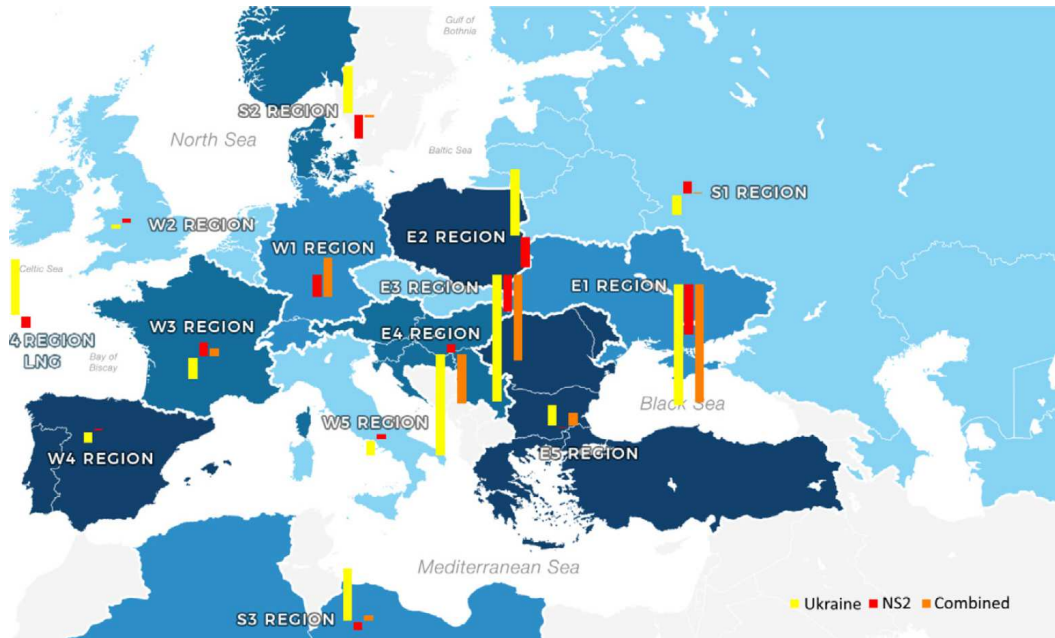 Gulf of
Bothnia
S2 REGION
North Sea
Baltic Sea
S1 REGION
W2 REGION
W1 REGION
E2 REGION
Celtic Sea
E3 REGION
E1 REGION
4 REGION
LNG
W3 REGION
E4 REGION
Bay of
Biscay
Black Sea
W5 REGION
W4 REGION
E5 REGION
Mediterranean Sea
S3 REGION
Ukraine NS2 Combined